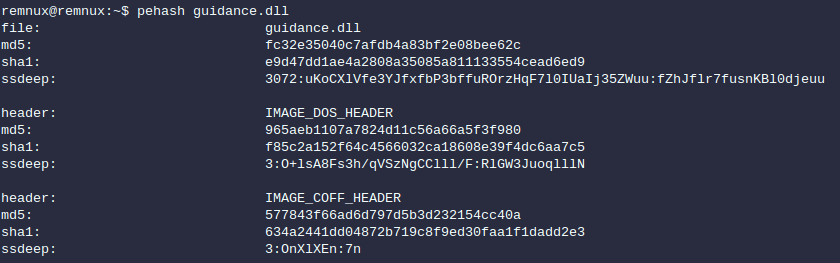 remnux@remnux:~$ pehash guidance.dll
file: guidance.dll
md5: fc32e35040c7afdb4a83bf2e08bee62c
sha1: e9d47dd1ae4a2808a35085a811133554cead6ed9
ssdeep: 3072:uKoCXlVfe3YJfxfbP3bffuROrzHqF7l0IUaIj35ZWuu:fZhJflr7fusnKBl0djeuu
header: IMAGE_DOS_HEADER
md5: 965aeb1107a7824d11c56a66a5f3f980
sha1: f85c2a152f64c4566032ca18608e39f4dc6aa7c5
ssdeep: 3:O+lsA8Fs3h/qVSzNgCClll/F:RlGW3JuoqlllN
header: IMAGE_COFF_HEADER
md5: 577843f66ad6d797d5b3d232154cc40a
sha1: 634a2441dd04872b719c8f9ed30faa1f1dadd2e3
ssdeep: 3:OnXlXEn:7n